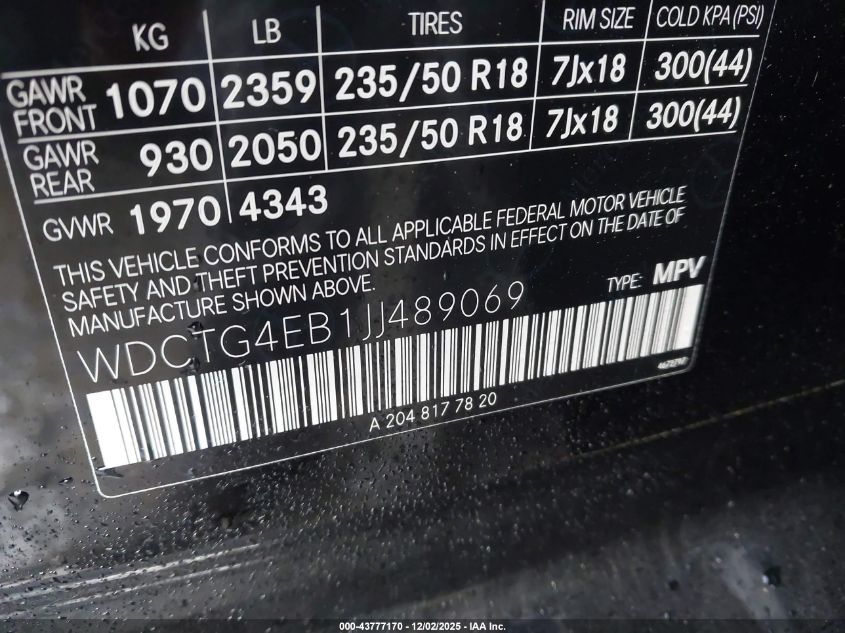 KG LB TIRES RIM SIZE COLD KPA (PSI)
GAWR FRONT 1070 2359 235/50 R18 7Jx18 300(44)
GAWR REAR 930 2050 235/50 R18 7Jx18 300(44)
GVWR 1970 4343
THIS VEHICLE CONFORMS TO ALL APPLICABLE FEDERAL MOTOR VEHICLE
SAFETY AND THEFT PREVENTION STANDARDS IN EFFECT ON THE DATE OF
MANUFACTURE SHOWN ABOVE.
WDCTG4EB1JJ489069 TYPE: MPV
A 204 817 78 20
000-43777170 - 12/02/2025 - IAA Inc.